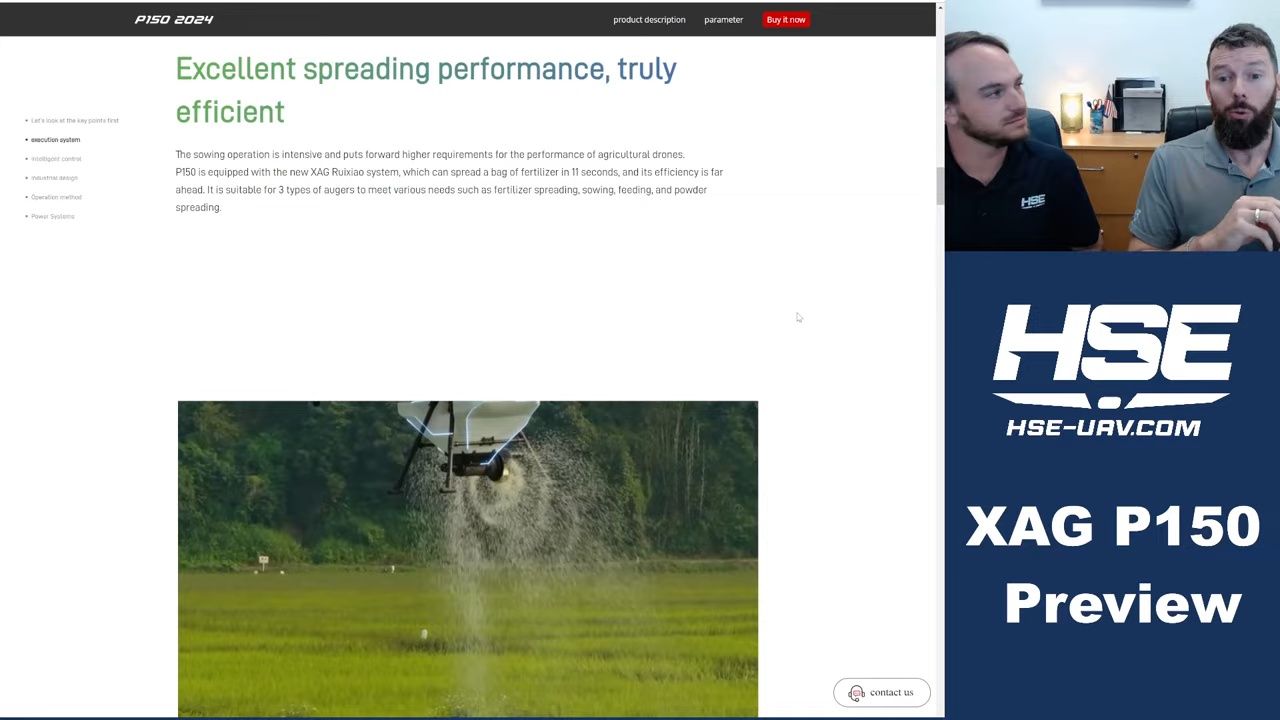 P150 2024
product description
parameter
Buy it now
Excellent spreading performance, truly
efficient
Let's look at the key points first
execution system
Intelligent control
Industrial design
Operation method
Power Systems
The sowing operation is intensive and puts forward higher requirements for the performance of agricultural drones.
P150 is equipped with the new XAG Ruixiao system, which can spread a bag of fertilizer in 11 seconds, and its efficiency is far
ahead. It is suitable for 3 types of augers to meet various needs such as fertilizer spreading, sowing, feeding, and powder
spreading.
contact us
HSE
HSE
HSE-UAV.COM
XAG P150
Preview